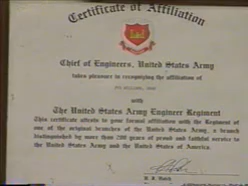 Certificate of Affiliation
Chief of Engineers, United States Army
takes pleasure in recognizing the affiliation of
with
The United States Army Engineer Regiment
This certificate attests to your formal affiliation with the Regiment of
one of the original branches of the United States Army, a branch
distinguished by more than 200 years of proud and faithful service to
the United States Army and the United States of America.